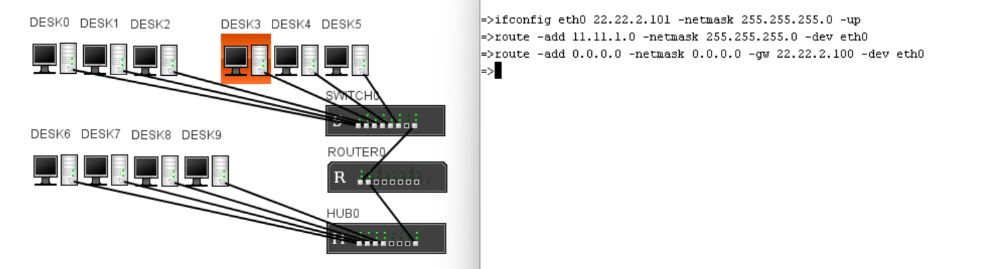 DESK0 DESK1 DESK2 DESK3 DESK4 DESK5
SWITCH0
S
DESK6 DESK7 DESK8 DESK9
ROUTER0
R
HUB0
H
=>ifconfig eth0 22.22.2.101 -netmask 255.255.255.0 -up
=>route -add 11.11.1.0 -netmask 255.255.255.0 -dev eth0
=>route -add 0.0.0.0 -netmask 0.0.0.0 -gw 22.22.2.100 -dev eth0
=>